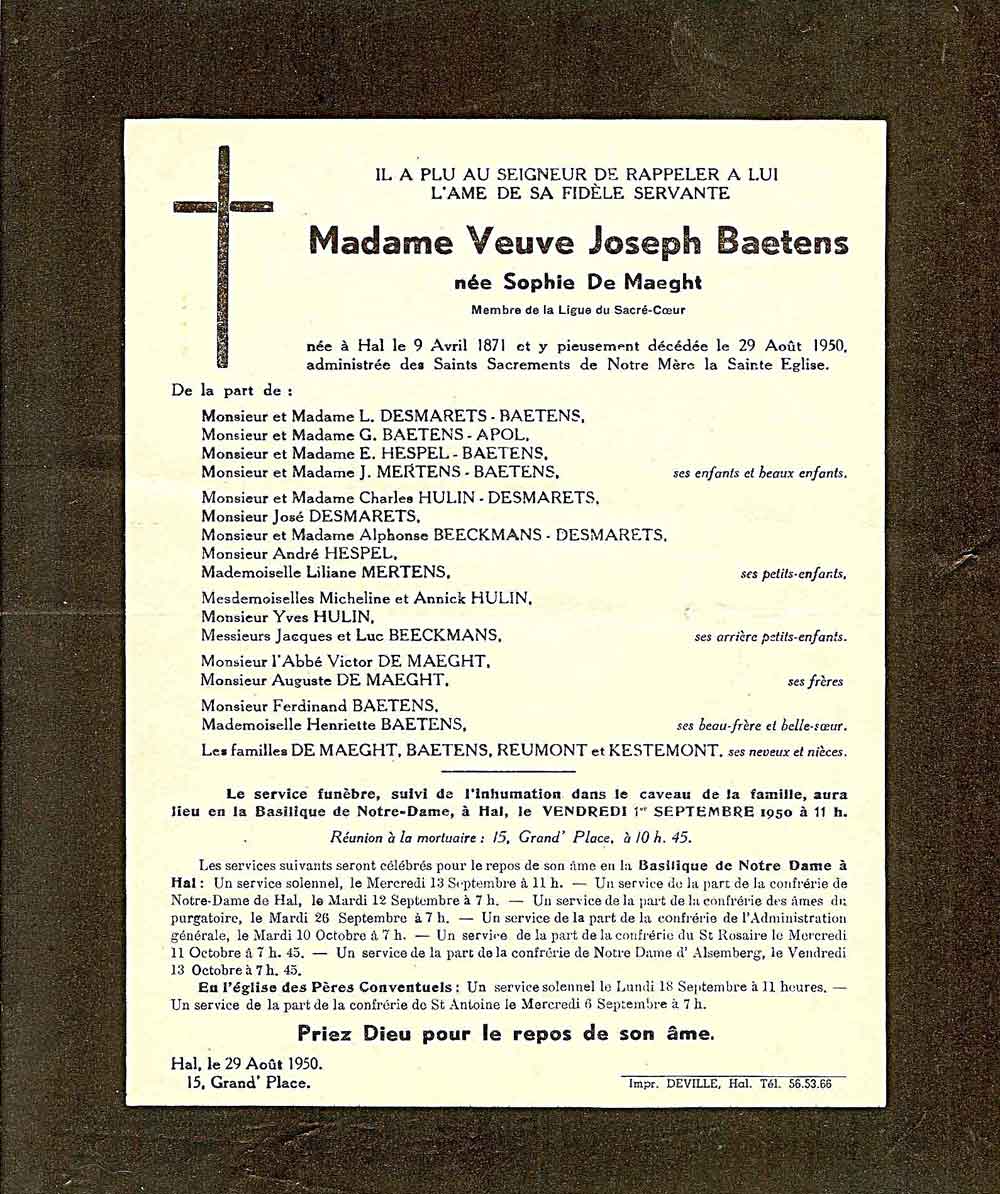 IL A PLU AU SEIGNEUR DE RAPPELER A LUI
L'AME DE SA FIDÈLE SERVANTE
Madame Veuve Joseph Baetens
née Sophie De Maeght
Membre de la Ligue du Sacré-Cœur
née à Hal le 9 Avril 1871 et y pieusement décédée le 29 Août 1950,
administrée des Saints Sacrements de Notre Mère la Sainte Eglise.
De la part de :
Monsieur et Madame L. DESMARETS - BAETENS,
Monsieur et Madame G. BAETENS - APOL,
Monsieur et Madame E. HESPEL - BAETENS,
Monsieur et Madame J. MERTENS - BAETENS, ses enfants et beaux enfants.
Monsieur et Madame Charles HULIN - DESMARETS,
Monsieur José DESMARETS,
Monsieur et Madame Alphonse BEECKMANS - DESMARETS,
Monsieur André HESPEL,
Mademoiselle Liliane MERTENS, ses petits-enfants,
Mesdemoiselles Micheline et Annick HULIN,
Monsieur Yves HULIN,
Messieurs Jacques et Luc BEECKMANS, ses arrière petits-enfants.
Monsieur l'Abbé Victor DE MAEGHT,
Monsieur Auguste DE MAEGHT, ses frères
Monsieur Ferdinand BAETENS,
Mademoiselle Henriette BAETENS, ses beau-frère et belle-sœur.
Les familles DE MAEGHT, BAETENS, REUMONT et KESTEMONT, ses neveux et nièces.
Le service funèbre, suivi de l'inhumation dans le caveau de la famille, aura
lieu en la Basilique de Notre-Dame, à Hal, le VENDREDI 1er SEPTEMBRE 1950 à 11 h.
Réunion à la mortuaire : 15, Grand' Place, à 10 h. 45.
Les services suivants seront célébrés pour le repos de son âme en la Basilique de Notre Dame à
Hal : Un service solennel, le Mercredi 13 Septembre à 11 h. — Un service de la part de la confrérie de
Notre-Dame de Hal, le Mardi 12 Septembre à 7 h. — Un service de la part de la confrérie des âmes du
purgatoire, le Mardi 26 Septembre à 7 h. — Un service de la part de la confrérie de l'Administration
générale, le Mardi 10 Octobre à 7 h. — Un service de la part de la confrérie du St Rosaire le Mercredi
11 Octobre à 7 h. 45. — Un service de la part de la confrérie de Notre Dame d' Alsemberg, le Vendredi
13 Octobre à 7 h. 45.
En l'église des Pères Conventuels : Un service solennel le Lundi 18 Septembre à 11 heures. —
Un service de la part de la confrérie de St Antoine le Mercredi 6 Septembre à 7 h.
Priez Dieu pour le repos de son âme.
Hal, le 29 Août 1950.
15, Grand' Place.
Impr. DEVILLE, Hal. Tél. 56.53.66